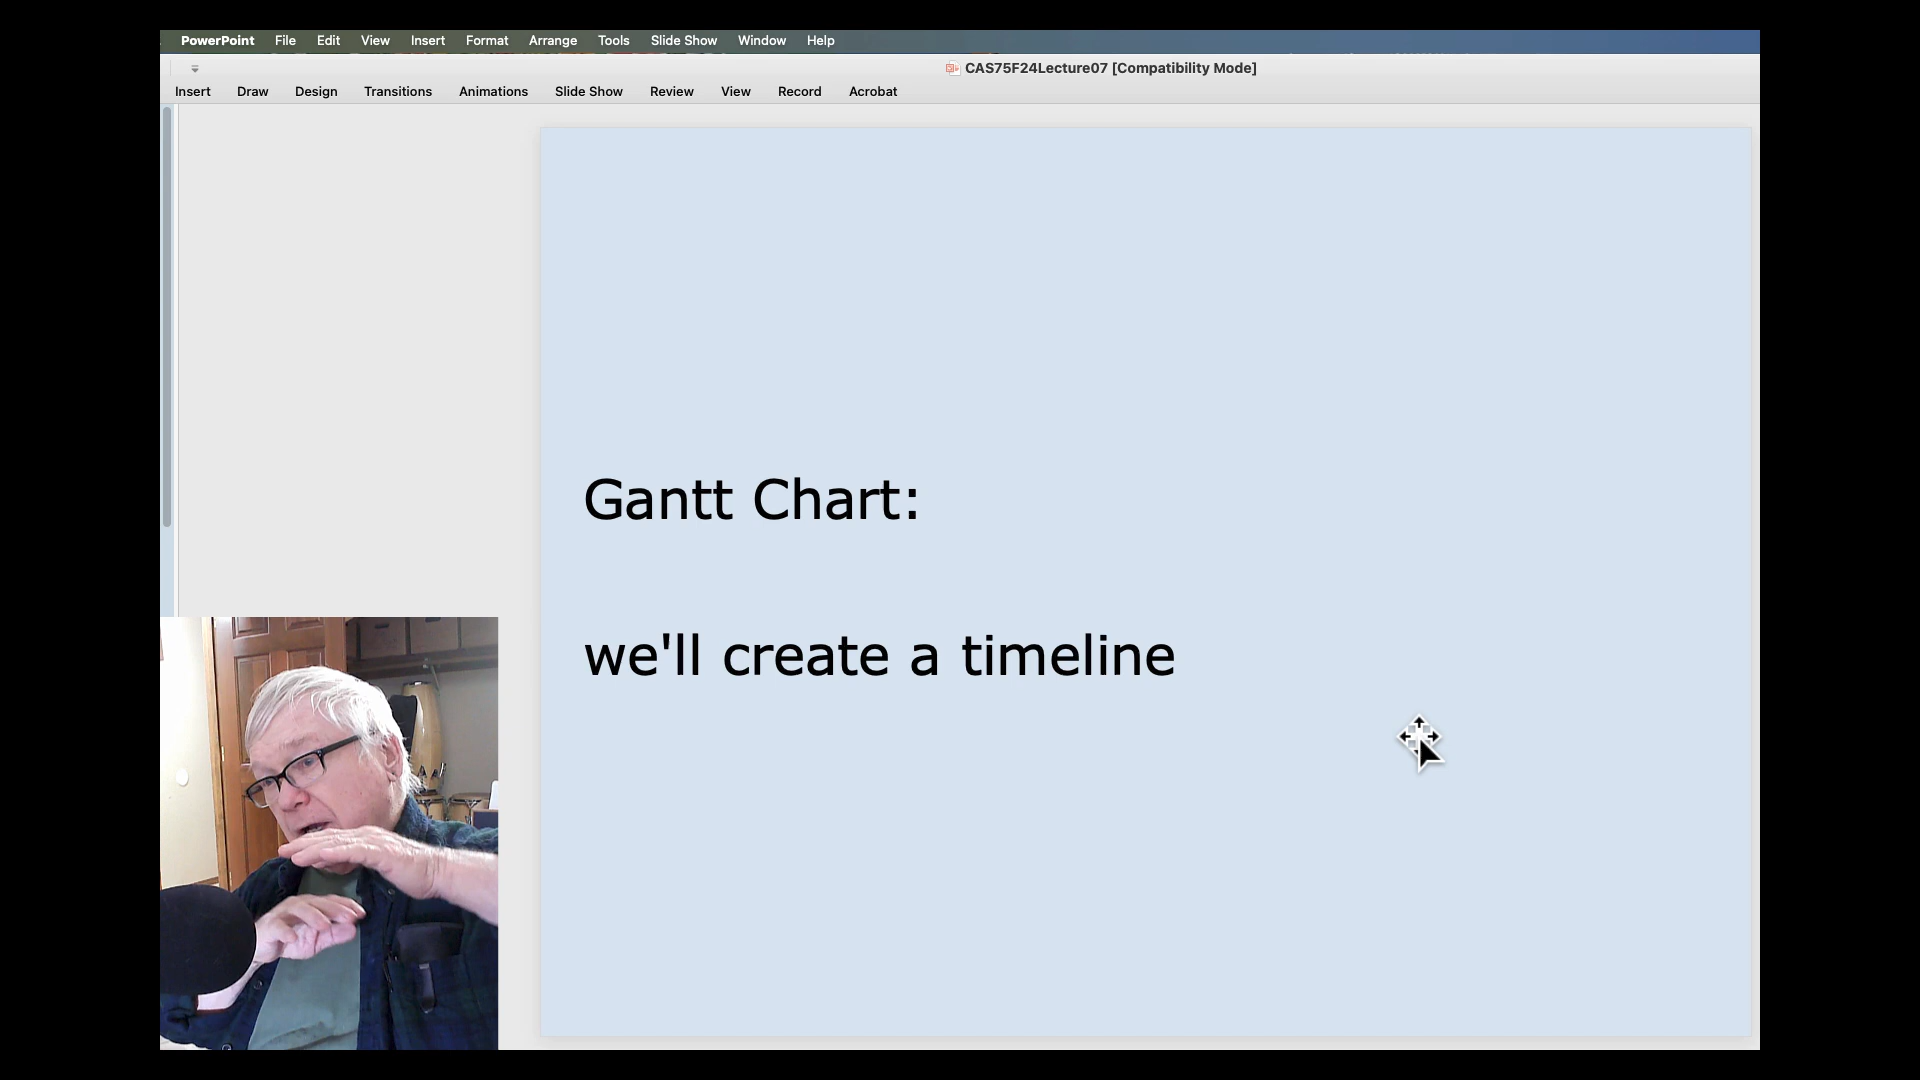 PowerPoint File Edit View Insert Format Arrange Tools Slide Show Window Help
CAS75F24Lecture07 [Compatibility Mode]
Insert Draw Design Transitions Animations Slide Show Review View Record Acrobat
Gantt Chart:
we'll create a timeline